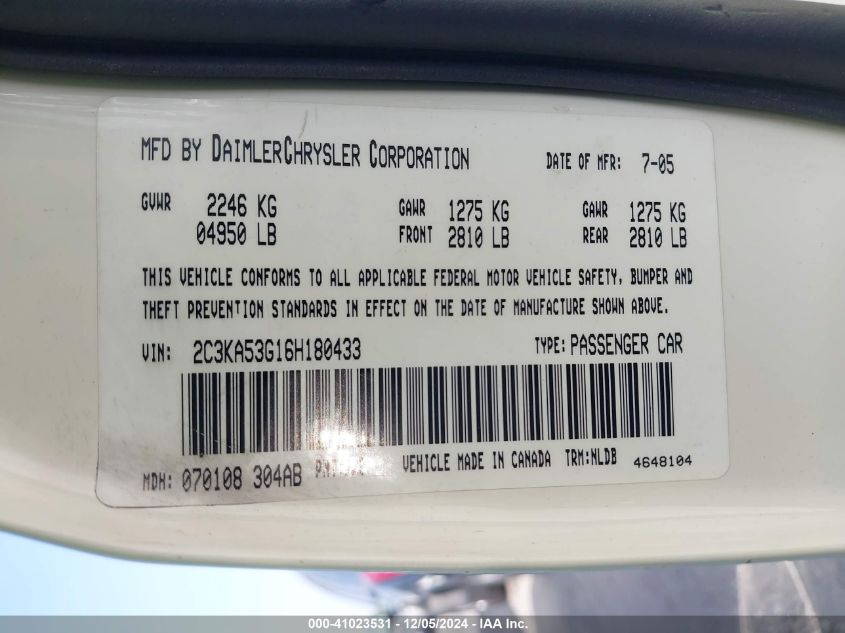 MFD BY DAIMLERCHRYSLER CORPORATION DATE OF MFR: 7-05
GVWR 2246 KG GAWR 1275 KG GAWR 1275 KG
04950 LB FRONT 2810 LB REAR 2810 LB
THIS VEHICLE CONFORMS TO ALL APPLICABLE FEDERAL MOTOR VEHICLE SAFETY, BUMPER AND
THEFT PREVENTION STANDARDS IN EFFECT ON THE DATE OF MANUFACTURE SHOWN ABOVE.
VIN: 2C3KA53G16H180433 TYPE: PASSENGER CAR
MDH: 070108 304AB VEHICLE MADE IN CANADA TRM:NLDB 4648104
000-41023531 - 12/05/2024 - IAA Inc.